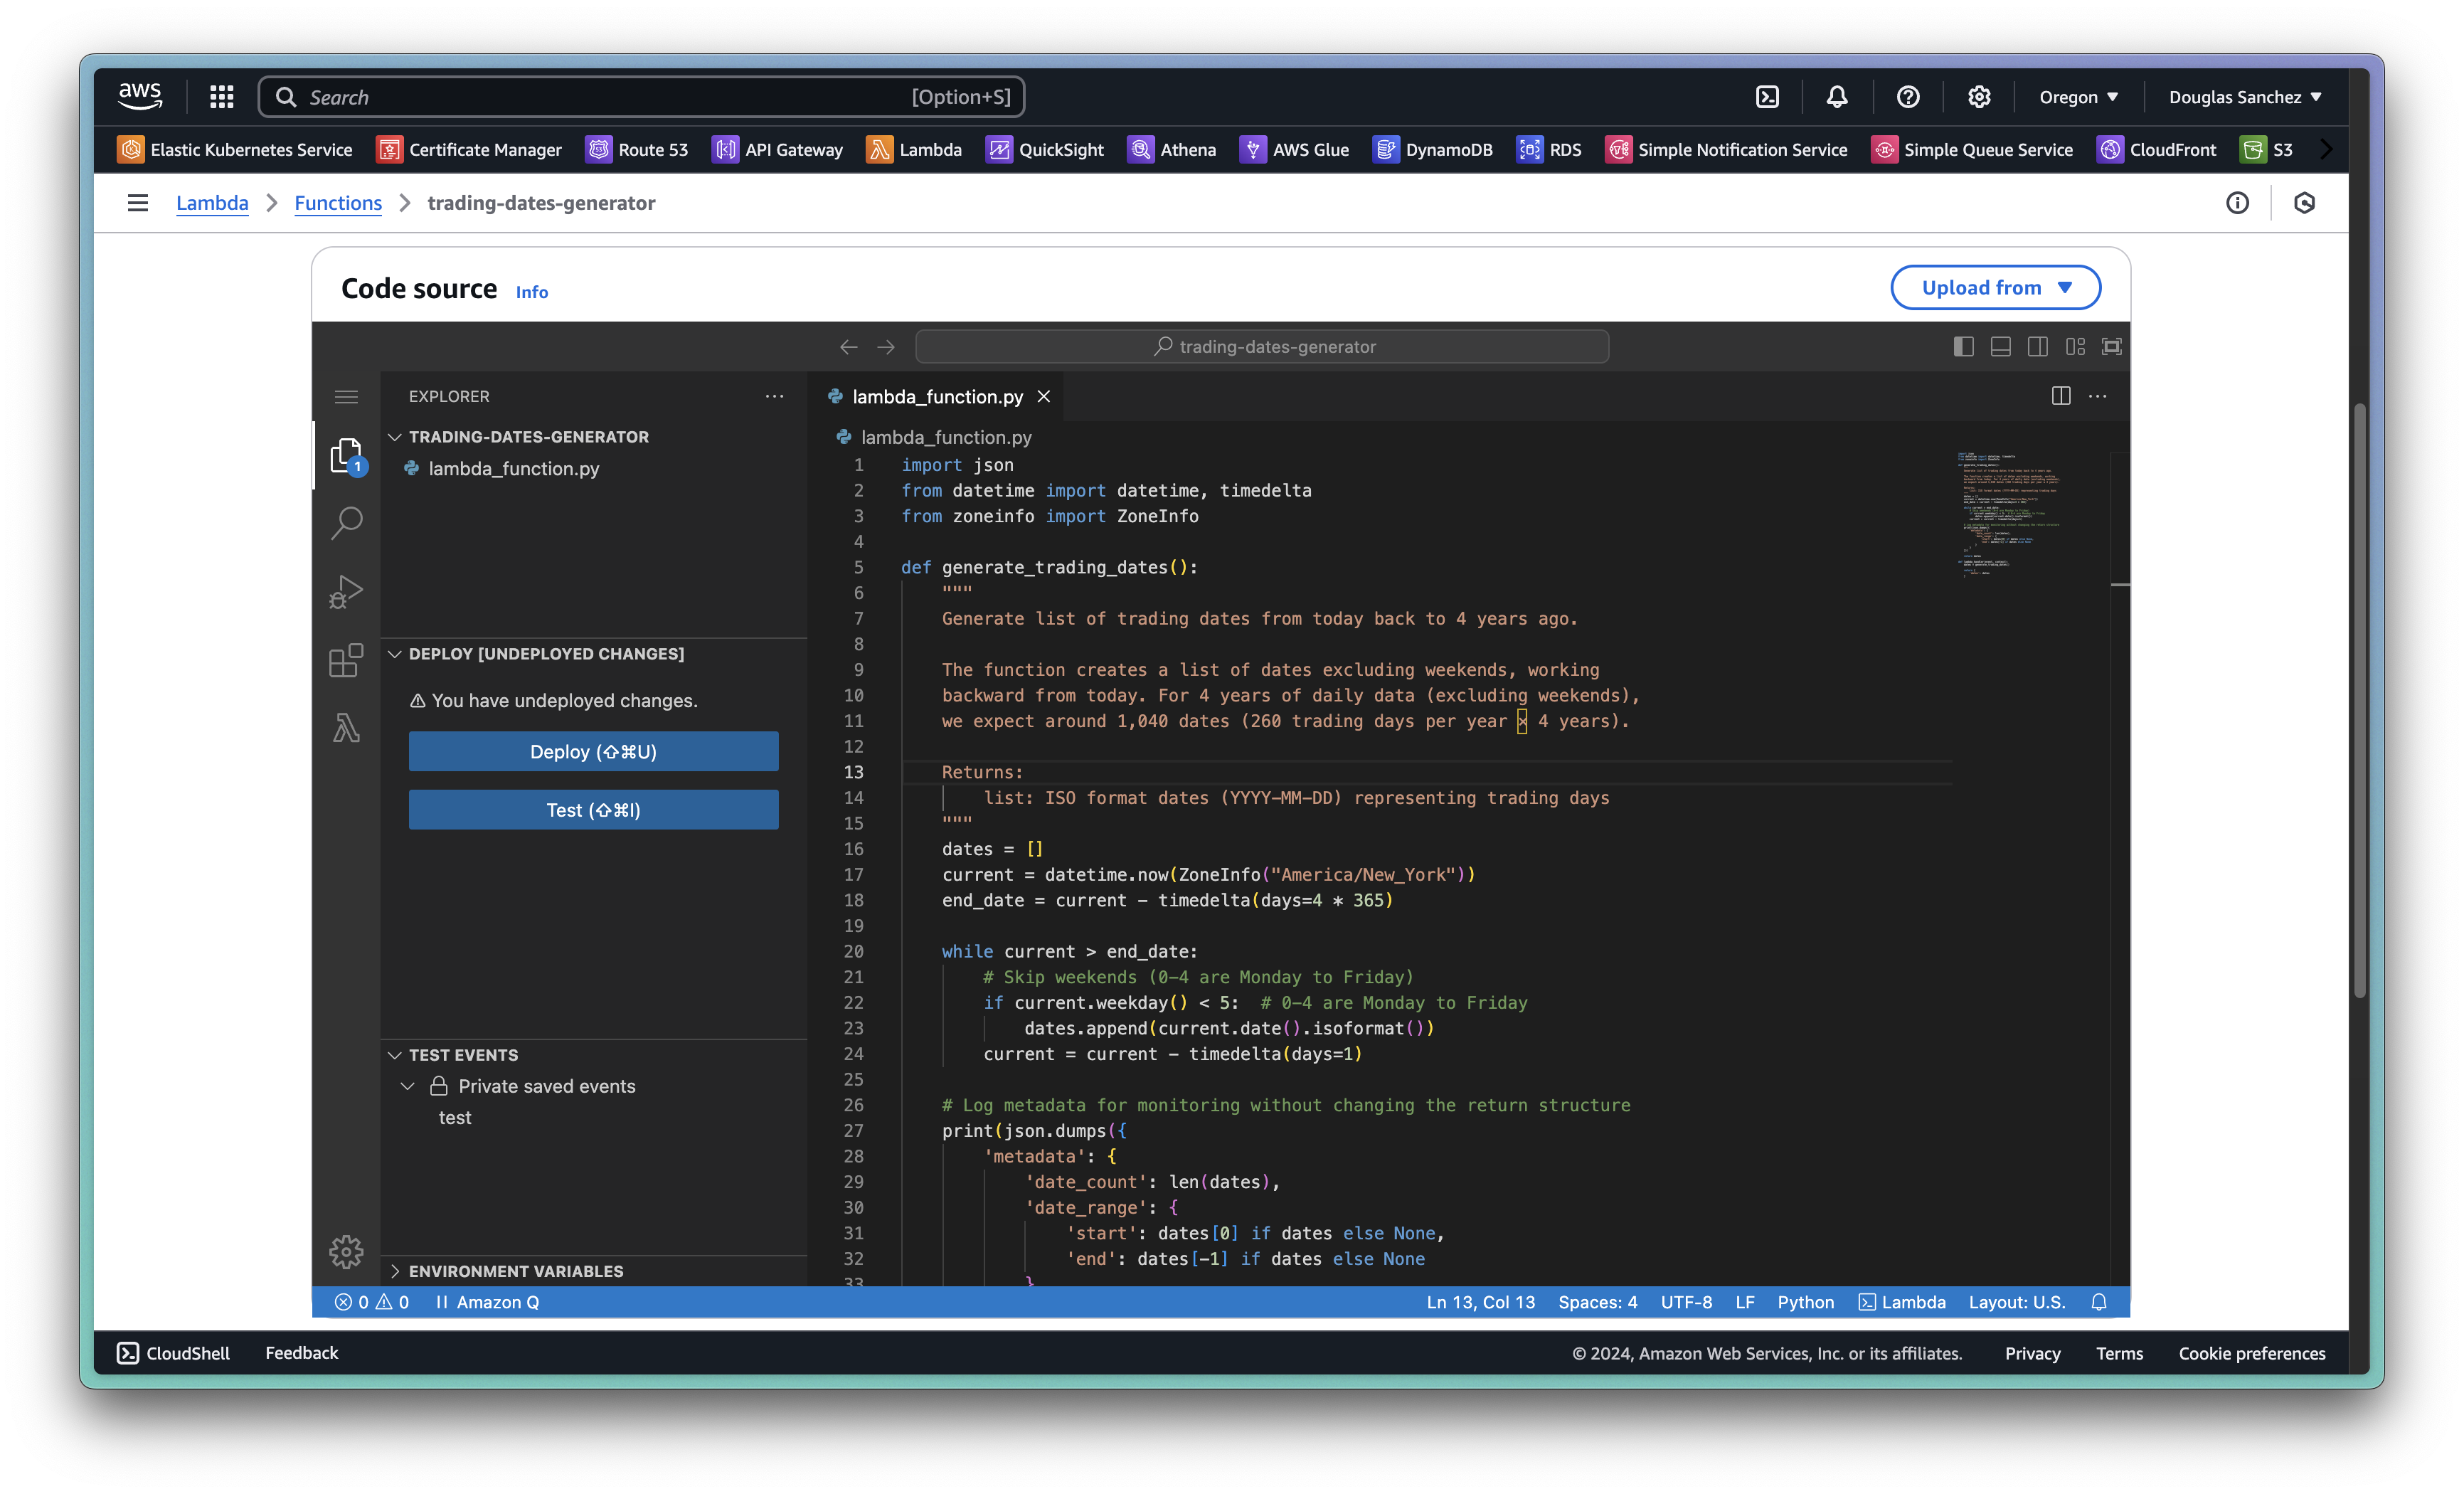 aws
Search [Option+S]
Oregon ▼ Douglas Sanchez ▼
Elastic Kubernetes Service Certificate Manager Route 53 API Gateway Lambda QuickSight Athena AWS Glue DynamoDB RDS Simple Notification Service Simple Queue Service CloudFront S3
Lambda > Functions > trading-dates-generator
Code source Info
Upload from ▼
trading-dates-generator
EXPLORER ···
TRADING-DATES-GENERATOR
lambda_function.py
1
DEPLOY [UNDEPLOYED CHANGES]
⚠ You have undeployed changes.
Deploy (⇧⌘U)
Test (⇧⌘I)
TEST EVENTS
Private saved events
test
ENVIRONMENT VARIABLES
lambda_function.py ×
lambda_function.py
1 import json
2 from datetime import datetime, timedelta
3 from zoneinfo import ZoneInfo
4
5 def generate_trading_dates():
6     """
7     Generate list of trading dates from today back to 4 years ago.
8
9     The function creates a list of dates excluding weekends, working
10     backward from today. For 4 years of daily data (excluding weekends),
11     we expect around 1,040 dates (260 trading days per year × 4 years).
12
13     Returns:
14         list: ISO format dates (YYYY-MM-DD) representing trading days
15     """
16     dates = []
17     current = datetime.now(ZoneInfo("America/New_York"))
18     end_date = current - timedelta(days=4 * 365)
19
20     while current > end_date:
21         # Skip weekends (0-4 are Monday to Friday)
22         if current.weekday() < 5:  # 0-4 are Monday to Friday
23             dates.append(current.date().isoformat())
24         current = current - timedelta(days=1)
25
26     # Log metadata for monitoring without changing the return structure
27     print(json.dumps({
28         'metadata': {
29             'date_count': len(dates),
30             'date_range': {
31                 'start': dates[0] if dates else None,
32                 'end': dates[-1] if dates else None
33             }
0 ⚠ 0 Amazon Q
Ln 13, Col 13 Spaces: 4 UTF-8 LF Python Lambda Layout: U.S.
CloudShell Feedback
© 2024, Amazon Web Services, Inc. or its affiliates. Privacy Terms Cookie preferences